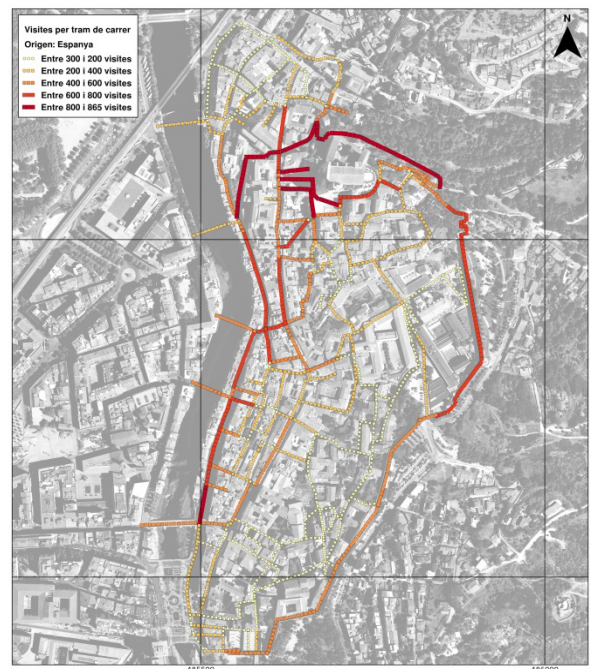 Visites per tram de carrer
Origen: Espanya
Entre 300 i 200 visites
Entre 200 i 400 visites
Entre 400 i 600 visites
Entre 600 i 800 visites
Entre 800 i 865 visites
N